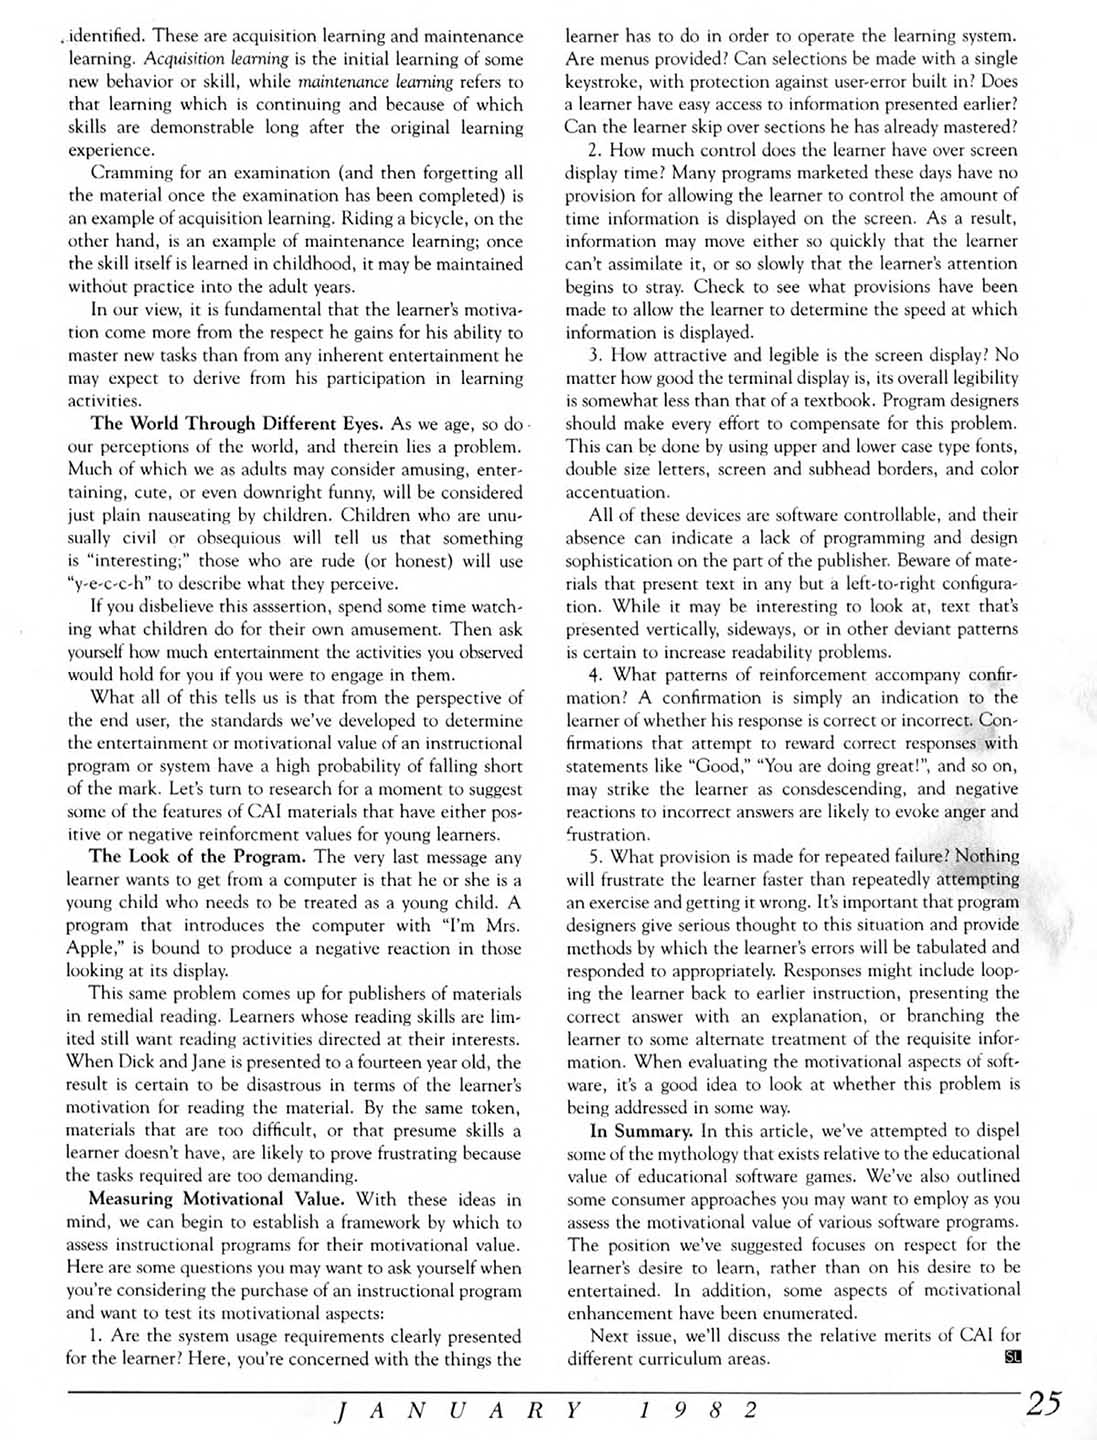 identified. These are acquisition learning and maintenance
learning. Acquisition learning is the initial learning of some
new behavior or skill, while maintenance learning refers to
that learning which is continuing and because of which
skills are demonstrable long after the original learning
experience.
Cramming for an examination (and then forgetting all
the material once the examination has been completed) is
an example of acquisition learning. Riding a bicycle, on the
other hand, is an example of maintenance learning; once
the skill itself is learned in childhood, it may be maintained
without practice into the adult years.
In our view, it is fundamental that the learner's motiva-
tion come more from the respect he gains for his ability to
master new tasks than from any inherent entertainment he
may expect to derive from his participation in learning
activities.
The World Through Different Eyes. As we age, so do
our perceptions of the world, and therein lies a problem.
Much of which we as adults may consider amusing, enter-
taining, cute, or even downright funny, will be considered
just plain nauseating by children. Children who are unu-
sually civil or obsequious will tell us that something
is "interesting;" those who are rude (or honest) will use
"y-e-c-c-h" to describe what they perceive.
If you disbelieve this asssertion, spend some time watch-
ing what children do for their own amusement. Then ask
yourself how much entertainment the activities you observed
would hold for you if you were to engage in them.
What all of this tells us is that from the perspective of
the end user, the standards we've developed to determine
the entertainment or motivational value of an instructional
program or system have a high probability of falling short
of the mark. Let's turn to research for a moment to suggest
some of the features of CAI materials that have either pos-
itive or negative reinforcment values for young learners.
The Look of the Program. The very last message any
learner wants to get from a computer is that he or she is a
young child who needs to be treated as a young child. A
program that introduces the computer with "I'm Mrs.
Apple," is bound to produce a negative reaction in those
looking at its display.
This same problem comes up for publishers of materials
in remedial reading. Learners whose reading skills are lim-
ited still want reading activities directed at their interests.
When Dick and Jane is presented to a fourteen year old, the
result is certain to be disastrous in terms of the learner's
motivation for reading the material. By the same token,
materials that are too difficult, or that presume skills a
learner doesn't have, are likely to prove frustrating because
the tasks required are too demanding.
Measuring Motivational Value. With these ideas in
mind, we can begin to establish a framework by which to
assess instructional programs for their motivational value.
Here are some questions you may want to ask yourself when
you're considering the purchase of an instructional program
and want to test its motivational aspects:
1. Are the system usage requirements clearly presented
for the learner? Here, you're concerned with the things the
learner has to do in order to operate the learning system.
Are menus provided? Can selections be made with a single
keystroke, with protection against user-error built in? Does
a learner have easy access to information presented earlier?
Can the learner skip over sections he has already mastered?
2. How much control does the learner have over screen
display time? Many programs marketed these days have no
provision for allowing the learner to control the amount of
time information is displayed on the screen. As a result,
information may move either so quickly that the learner
can't assimilate it, or so slowly that the learner's attention
begins to stray. Check to see what provisions have been
made to allow the learner to determine the speed at which
information is displayed.
3. How attractive and legible is the screen display? No
matter how good the terminal display is, its overall legibility
is somewhat less than that of a textbook. Program designers
should make every effort to compensate for this problem.
This can be done by using upper and lower case type fonts,
double size letters, screen and subhead borders, and color
accentuation.
All of these devices are software controllable, and their
absence can indicate a lack of programming and design
sophistication on the part of the publisher. Beware of mate-
rials that present text in any but a left-to-right configura-
tion. While it may be interesting to look at, text that's
presented vertically, sideways, or in other deviant patterns
is certain to increase readability problems.
4. What patterns of reinforcement accompany confir-
mation? A confirmation is simply an indication to the
learner of whether his response is correct or incorrect. Con-
firmations that attempt to reward correct responses with
statements like "Good," "You are doing great!", and so on,
may strike the learner as consdescending, and negative
reactions to incorrect answers are likely to evoke anger and
frustration.
5. What provision is made for repeated failure? Nothing
will frustrate the learner faster than repeatedly attempting
an exercise and getting it wrong. It's important that program
designers give serious thought to this situation and provide
methods by which the learner's errors will be tabulated and
responded to appropriately. Responses might include loop-
ing the learner back to earlier instruction, presenting the
correct answer with an explanation, or branching the
learner to some alternate treatment of the requisite infor-
mation. When evaluating the motivational aspects of soft-
ware, it's a good idea to look at whether this problem is
being addressed in some way.
In Summary. In this article, we've attempted to dispel
some of the mythology that exists relative to the educational
value of educational software games. We've also outlined
some consumer approaches you may want to employ as you
assess the motivational value of various software programs.
The position we've suggested focuses on respect for the
learner's desire to learn, rather than on his desire to be
entertained. In addition, some aspects of motivational
enhancement have been enumerated.
Next issue, we'll discuss the relative merits of CAI for
different curriculum areas. SL
JANUARY 1982 25